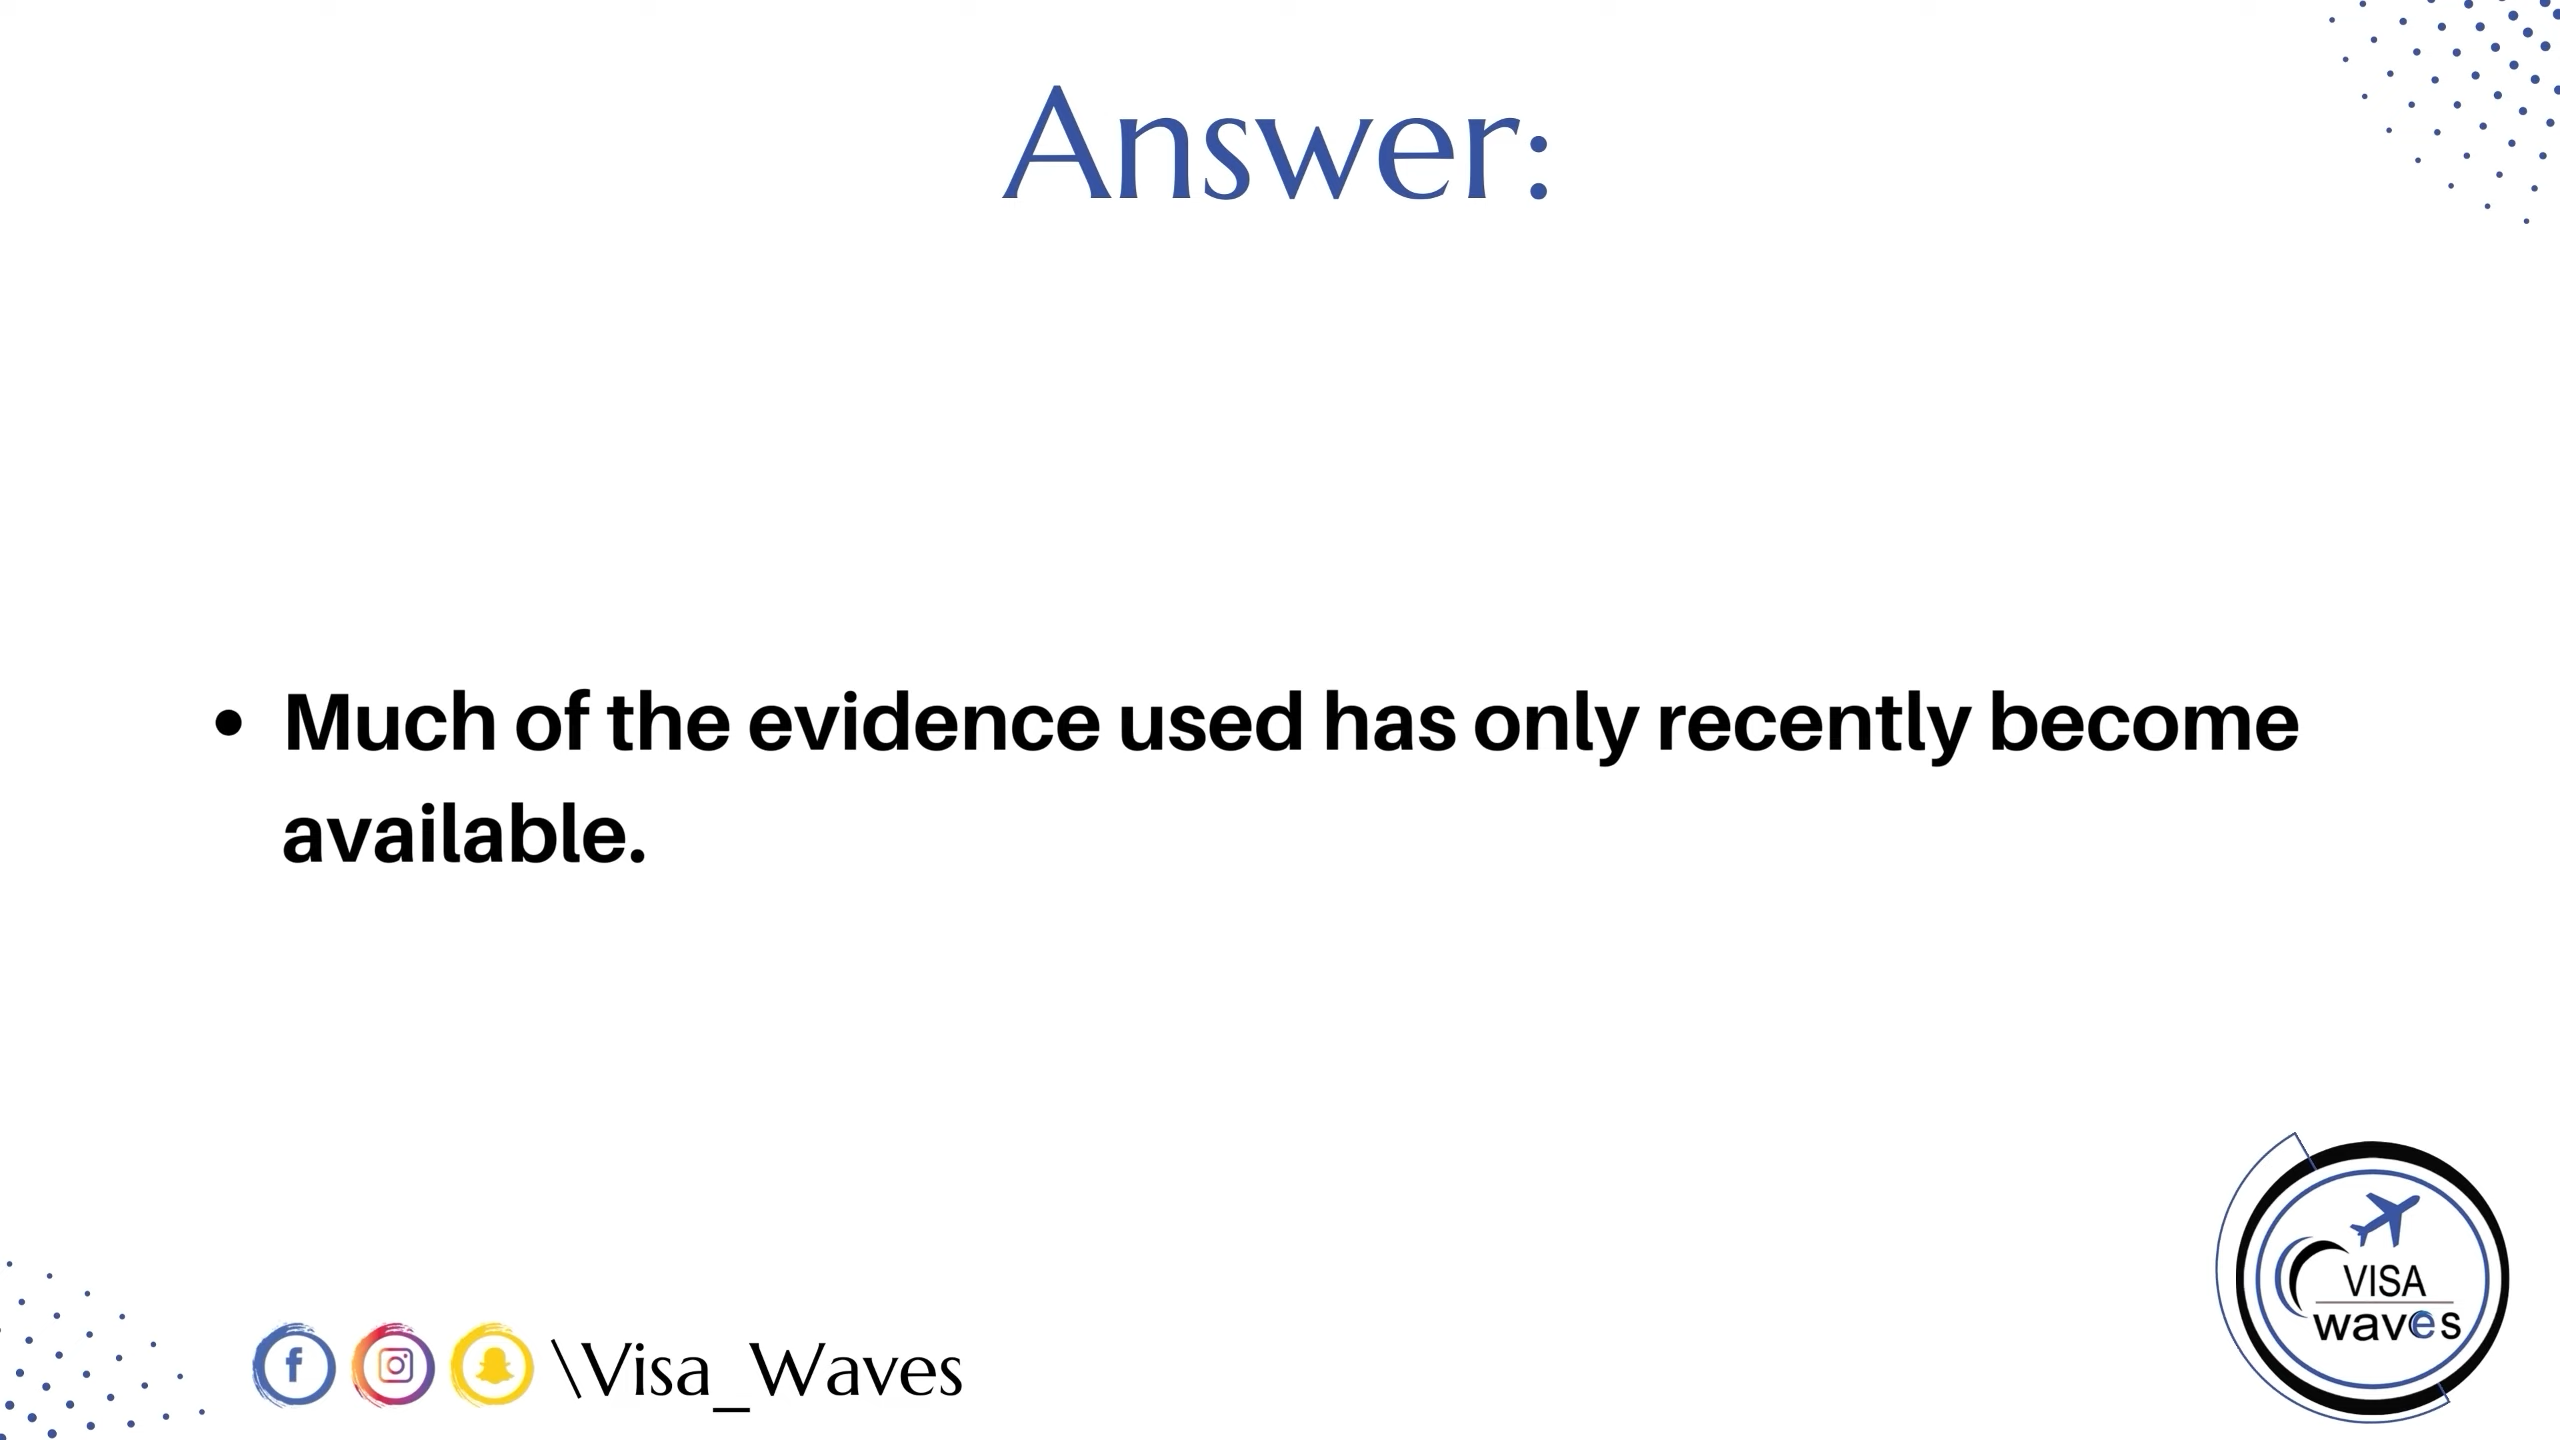 Answer:
• Much of the evidence used has only recently become
available.
\Visa_Waves
VISA
waves